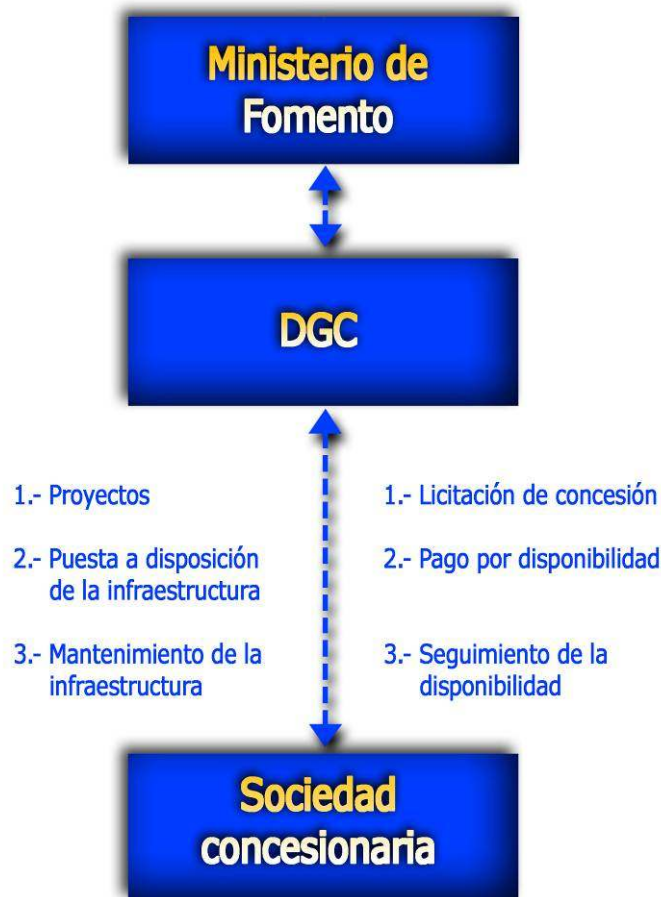 Ministerio de
Fomento
DGC
1.- Proyectos
2.- Puesta a disposición
de la infraestructura
3.- Mantenimiento de la
infraestructura
1.- Licitación de concesión
2.- Pago por disponibilidad
3.- Seguimiento de la
disponibilidad
Sociedad
concesionaria